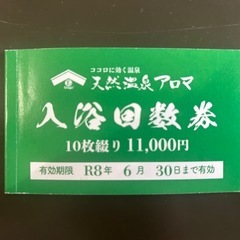 ココロに効く温泉
天然温泉アロマ
入浴回数券
10枚綴り 11,000円
有効期限 R8年 6月 30日まで有効